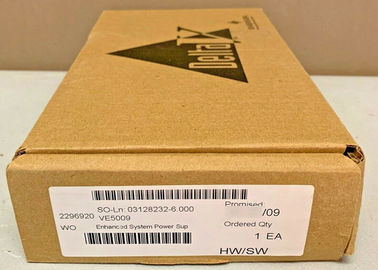 DeltaV
SO-Ln: 03128232-6.000
Promised
2296920
VE5009
/09
WO
Enhanced System Power Sup
Ordered Qty
1 EA
HW/SW